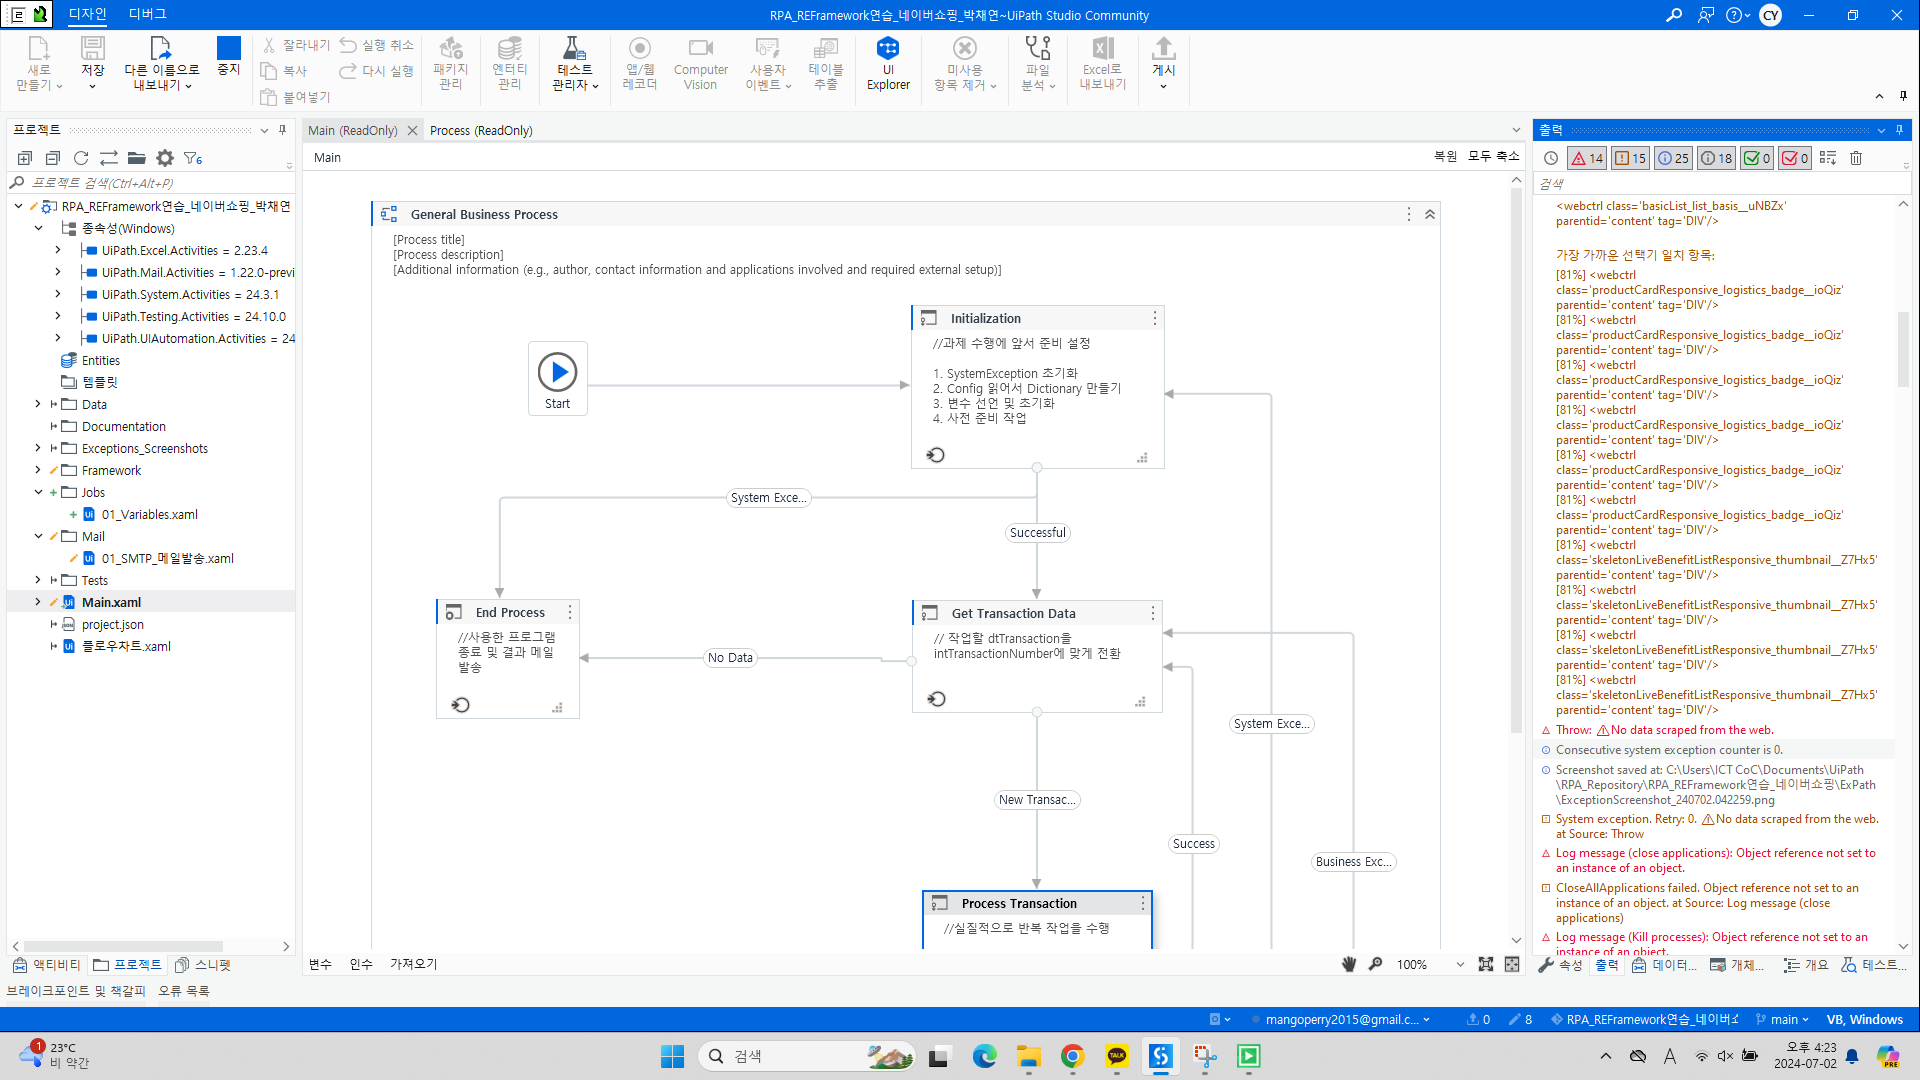 디자인
디버그
RPA_REFramework연습_네이버쇼핑_박채연~UiPath Studio Community
CY
새로
만들기
저장
다른 이름으로
내보내기
중지
잘라내기
실행 취소
복사
다시 실행
붙여넣기
패키지
관리
엔터티
관리
테스트
관리자
앱/웹
레코더
Computer
Vision
사용자
이벤트
테이블
추출
UI
Explorer
미사용
항목 제거
파일
분석
Excel로
내보내기
게시
프로젝트
6
프로젝트 검색(Ctrl+Alt+P)
RPA_REFramework연습_네이버쇼핑_박채연
종속성(Windows)
UiPath.Excel.Activities = 2.23.4
UiPath.Mail.Activities = 1.22.0-previ
UiPath.System.Activities = 24.3.1
UiPath.Testing.Activities = 24.10.0
UiPath.UIAutomation.Activities = 24
Entities
템플릿
Data
Documentation
Exceptions_Screenshots
Framework
Jobs
01_Variables.xaml
Mail
01_SMTP_메일발송.xaml
Tests
Main.xaml
project.json
플로우차트.xaml
액티비티
프로젝트
스니펫
브레이크포인트 및 책갈피
오류 목록
Main (ReadOnly)
Process (ReadOnly)
Main
복원
모두 축소
General Business Process
[Process title]
[Process description]
[Additional information (e.g., author, contact information and applications involved and required external setup)]
Start
Initialization
//과제 수행에 앞서 준비 설정
1. SystemException 초기화
2. Config 읽어서 Dictionary 만들기
3. 변수 선언 및 초기화
4. 사전 준비 작업
System Exce...
Successful
End Process
//사용한 프로그램
종료 및 결과 메일
발송
No Data
Get Transaction Data
// 작업할 dtTransaction을
intTransactionNumber에 맞게 전환
System Exce...
New Transac...
Success
Business Exc...
Process Transaction
//실질적으로 반복 작업을 수행
변수
인수
가져오기
100%
출력
14
15
25
18
0
0
검색
<webctrl class='basicList_list_basis__uNBZx'
parentid='content' tag='DIV'/>
가장 가까운 선택기 일치 항목:
[81%] <webctrl
class='productCardResponsive_logistics_badge__ioQiz'
parentid='content' tag='DIV'/>
[81%] <webctrl
class='productCardResponsive_logistics_badge__ioQiz'
parentid='content' tag='DIV'/>
[81%] <webctrl
class='productCardResponsive_logistics_badge__ioQiz'
parentid='content' tag='DIV'/>
[81%] <webctrl
class='productCardResponsive_logistics_badge__ioQiz'
parentid='content' tag='DIV'/>
[81%] <webctrl
class='productCardResponsive_logistics_badge__ioQiz'
parentid='content' tag='DIV'/>
[81%] <webctrl
class='productCardResponsive_logistics_badge__ioQiz'
parentid='content' tag='DIV'/>
[81%] <webctrl
class='skeletonLiveBenefitListResponsive_thumbnail__Z7Hx5'
parentid='content' tag='DIV'/>
[81%] <webctrl
class='skeletonLiveBenefitListResponsive_thumbnail__Z7Hx5'
parentid='content' tag='DIV'/>
[81%] <webctrl
class='skeletonLiveBenefitListResponsive_thumbnail__Z7Hx5'
parentid='content' tag='DIV'/>
[81%] <webctrl
class='skeletonLiveBenefitListResponsive_thumbnail__Z7Hx5'
parentid='content' tag='DIV'/>
Throw: ⚠No data scraped from the web.
Consecutive system exception counter is 0.
Screenshot saved at: C:\Users\ICT CoC\Documents\UiPath
\RPA_Repository\RPA_REFramework연습_네이버쇼핑\ExPath
\ExceptionScreenshot_240702.042259.png
System exception. Retry: 0. ⚠No data scraped from the web.
at Source: Throw
Log message (close applications): Object reference not set to
an instance of an object.
CloseAllApplications failed. Object reference not set to an
instance of an object. at Source: Log message (close
applications)
Log message (Kill processes): Object reference not set to an
instance of an object.
속성
출력
데이터...
개체...
개요
테스트...
mangoperry2015@gmail.c...
0
8
RPA_REFramework연습_네이버쇼
main
VB, Windows
1
23°C
비 약간
검색
TALK
A
오후 4:23
2024-07-02
PRE